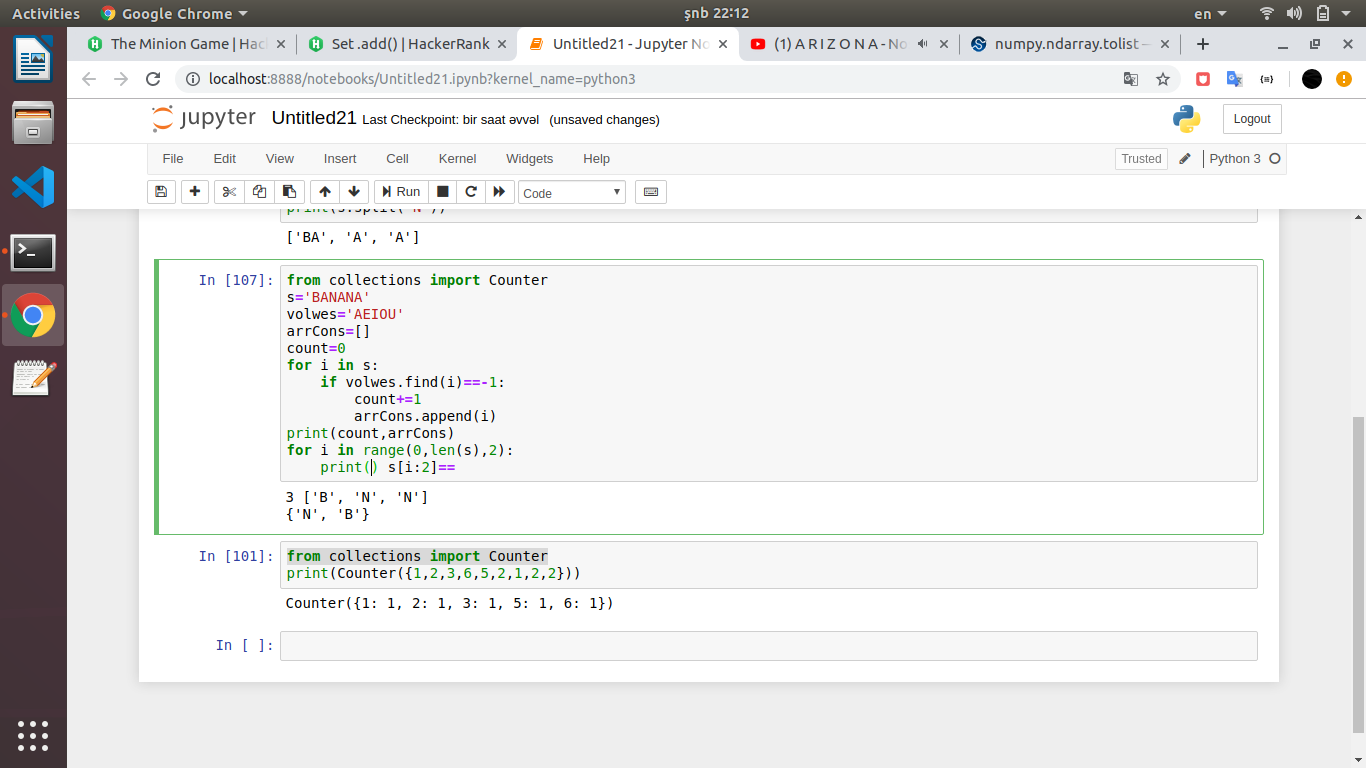 Activities Google Chrome şnb 22:12 en
The Minion Game | Hac Set .add() | HackerRank Untitled21 - Jupyter No (1) A R I Z O N A - No numpy.ndarray.tolist —
localhost:8888/notebooks/Untitled21.ipynb?kernel_name=python3
jupyter Untitled21 Last Checkpoint: bir saat əvvəl (unsaved changes) Logout
File Edit View Insert Cell Kernel Widgets Help Trusted Python 3
Run Code
print(s.split('N'))
['BA', 'A', 'A']
In [107]: from collections import Counter
s='BANANA'
volwes='AEIOU'
arrCons=[]
count=0
for i in s:
    if volwes.find(i)==-1:
        count+=1
        arrCons.append(i)
print(count,arrCons)
for i in range(0,len(s),2):
    print() s[i:2]==
3 ['B', 'N', 'N']
{'N', 'B'}
In [101]: from collections import Counter
print(Counter({1,2,3,6,5,2,1,2,2}))
Counter({1: 1, 2: 1, 3: 1, 5: 1, 6: 1})
In [ ]: